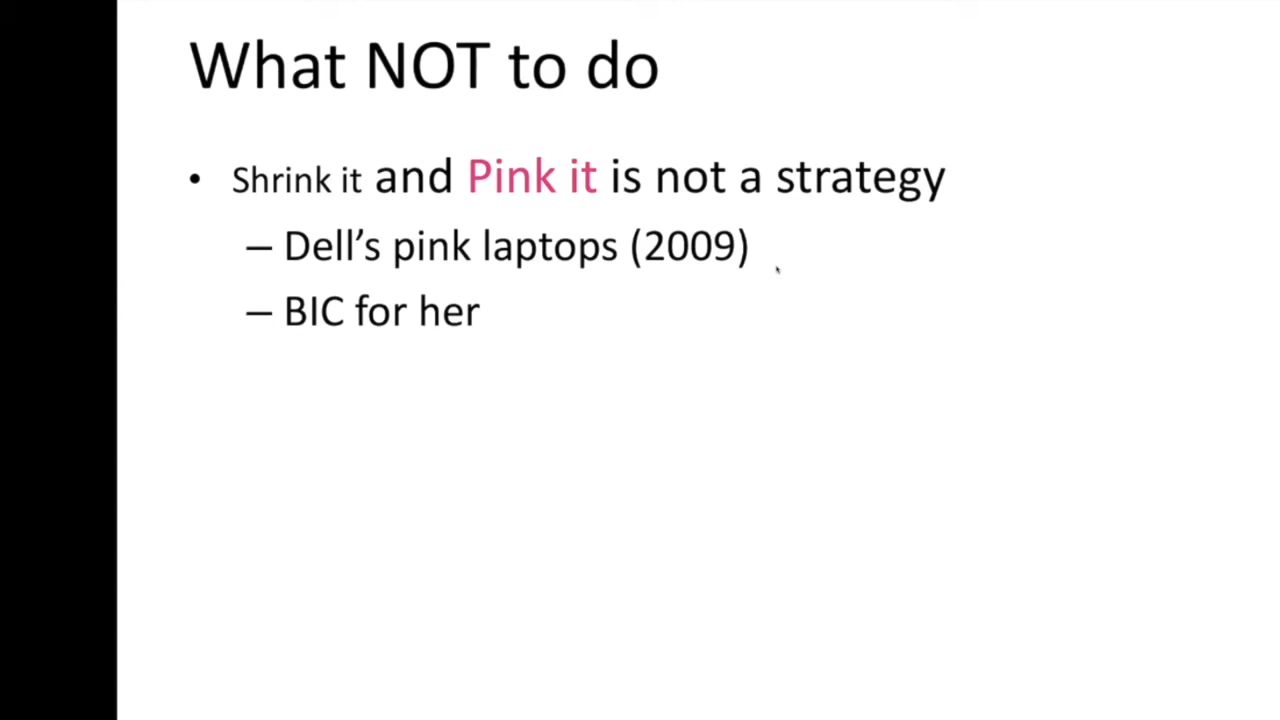 What NOT to do
• Shrink it and Pink it is not a strategy
– Dell’s pink laptops (2009)
– BIC for her